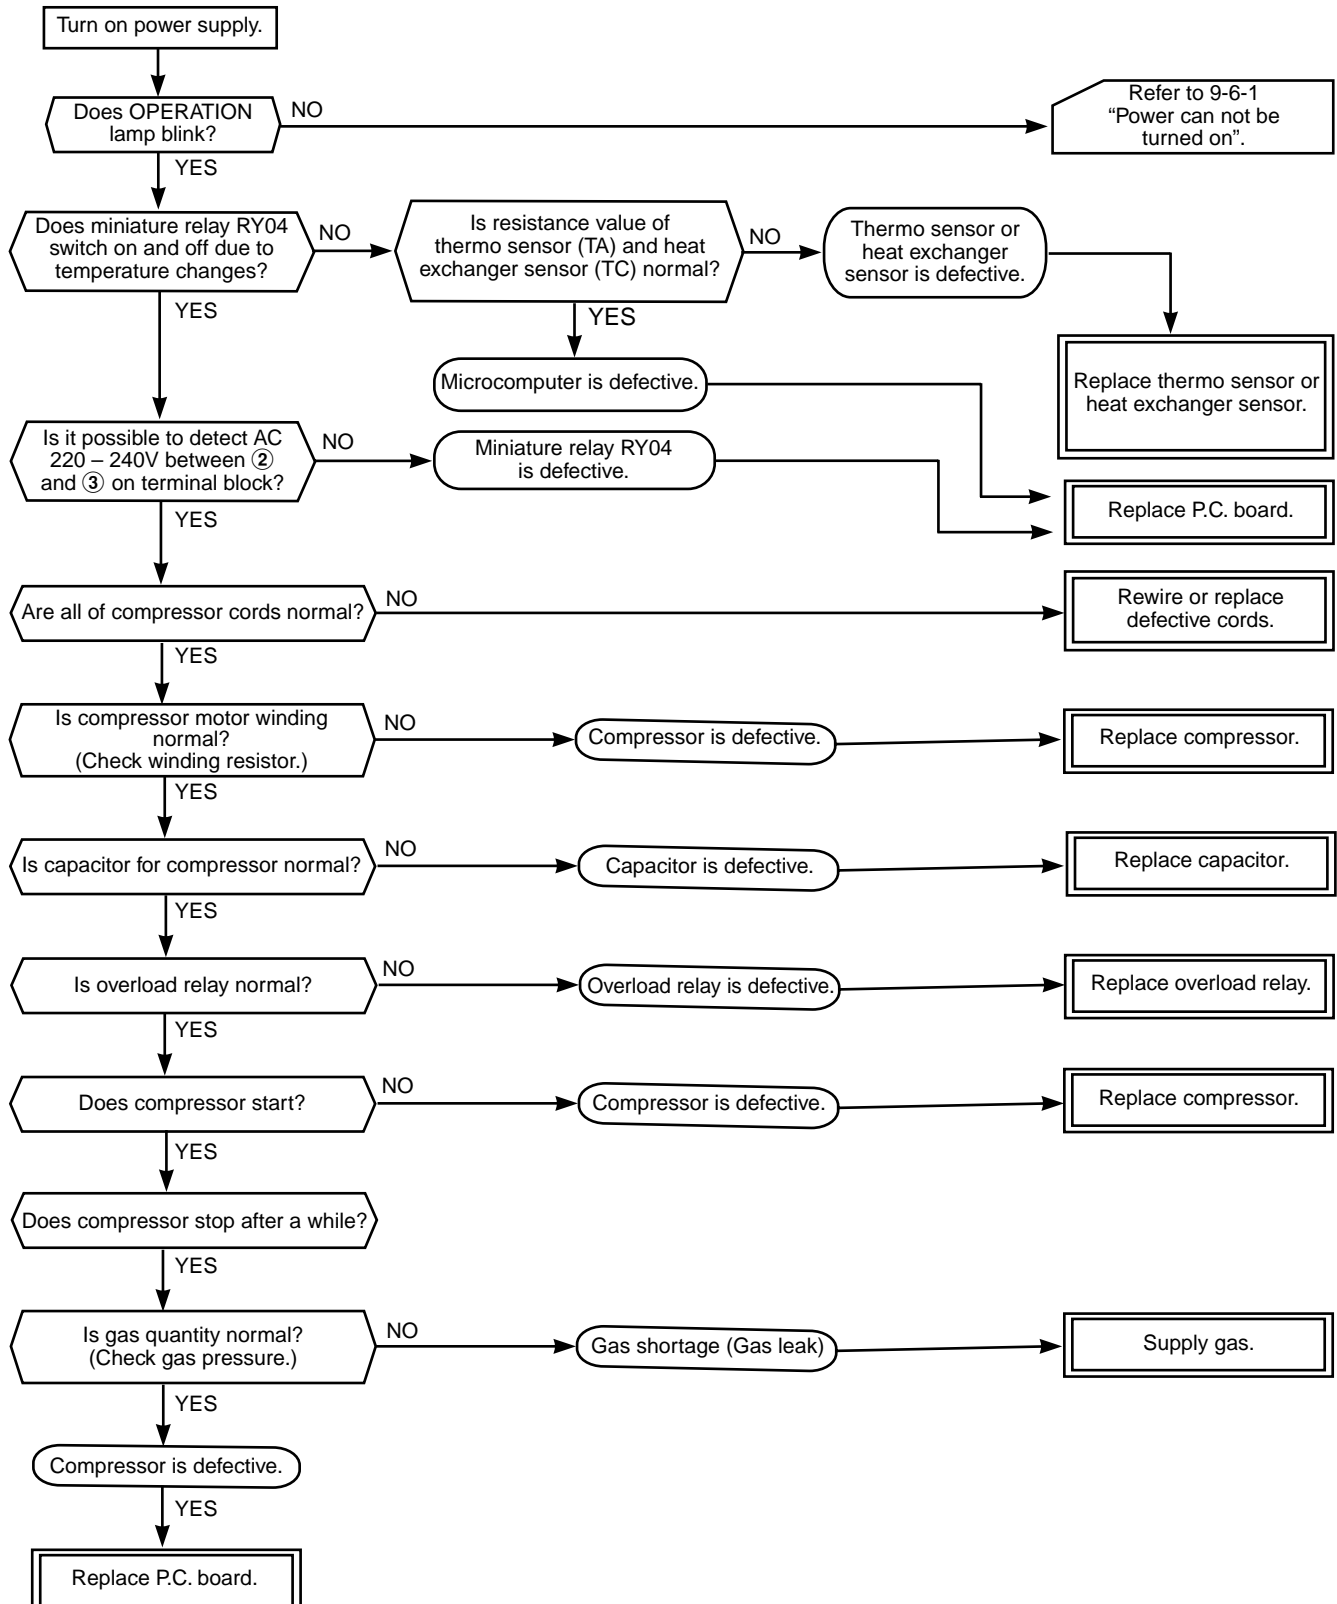 Turn on power supply.
Does OPERATION
lamp blink?
NO
Refer to 9-6-1
“Power can not be
turned on”.
YES
Does miniature relay RY04
switch on and off due to
temperature changes?
NO
Is resistance value of
thermo sensor (TA) and heat
exchanger sensor (TC) normal?
NO
Thermo sensor or
heat exchanger
sensor is defective.
YES
YES
Microcomputer is defective.
Replace thermo sensor or
heat exchanger sensor.
Is it possible to detect AC
220 – 240V between ②
and ③ on terminal block?
NO
Miniature relay RY04
is defective.
Replace P.C. board.
YES
Are all of compressor cords normal?
NO
Rewire or replace
defective cords.
YES
Is compressor motor winding
normal?
(Check winding resistor.)
NO
Compressor is defective.
Replace compressor.
YES
Is capacitor for compressor normal?
NO
Capacitor is defective.
Replace capacitor.
YES
Is overload relay normal?
NO
Overload relay is defective.
Replace overload relay.
YES
Does compressor start?
NO
Compressor is defective.
Replace compressor.
YES
Does compressor stop after a while?
YES
Is gas quantity normal?
(Check gas pressure.)
NO
Gas shortage (Gas leak)
Supply gas.
YES
Compressor is defective.
YES
Replace P.C. board.